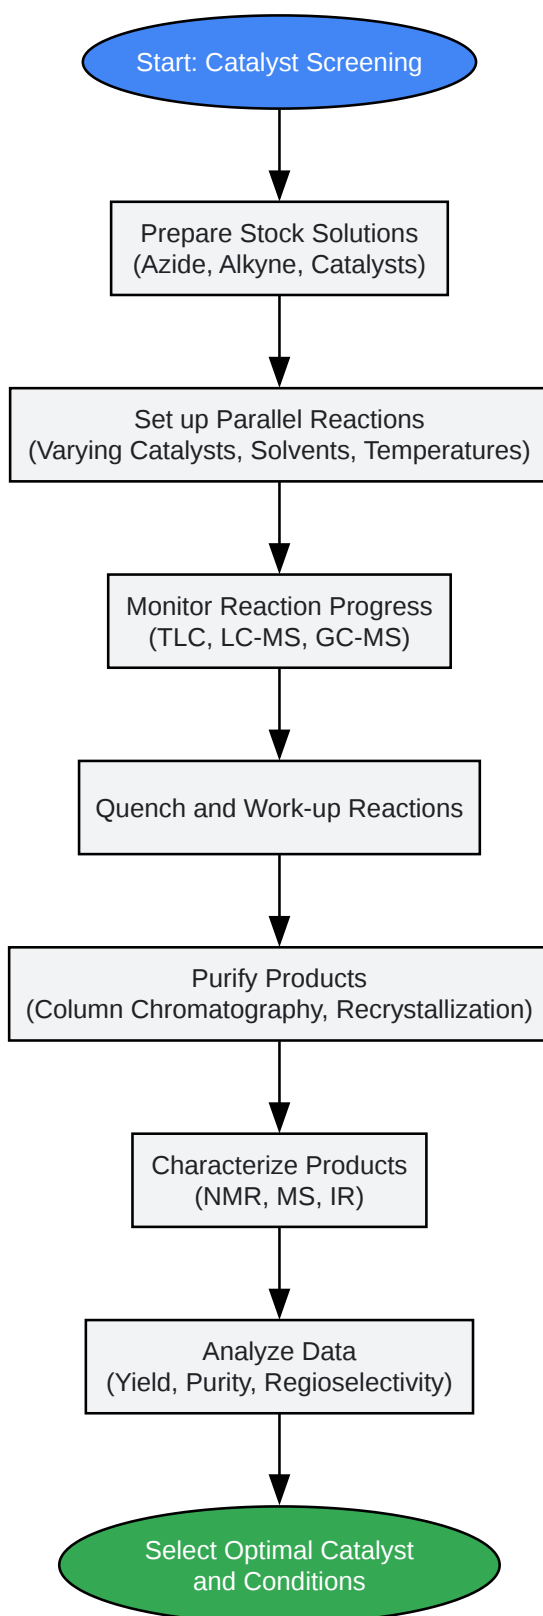 Start: Catalyst Screening
Prepare Stock Solutions
(Azide, Alkyne, Catalysts)
Set up Parallel Reactions
(Varying Catalysts, Solvents, Temperatures)
Monitor Reaction Progress
(TLC, LC-MS, GC-MS)
Quench and Work-up Reactions
Purify Products
(Column Chromatography, Recrystallization)
Characterize Products
(NMR, MS, IR)
Analyze Data
(Yield, Purity, Regioselectivity)
Select Optimal Catalyst
and Conditions